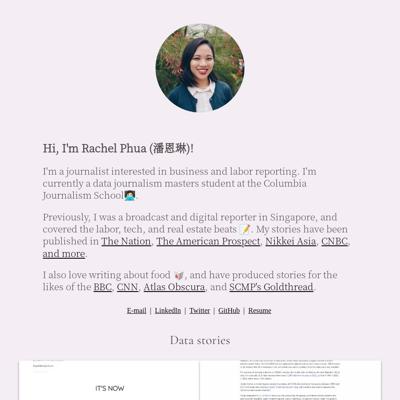 Hi, I'm Rachel Phua (潘恩琳)!
I'm a journalist interested in business and labor reporting. I'm
currently a data journalism masters student at the Columbia
Journalism School👩🏻‍💻.
Previously, I was a broadcast and digital reporter in Singapore, and
covered the labor, tech, and real estate beats 📝. My stories have been
published in The Nation, The American Prospect, Nikkei Asia, CNBC,
and more.
I also love writing about food 🥡, and have produced stories for the
likes of the BBC, CNN, Atlas Obscura, and SCMP's Goldthread.
E-mail | LinkedIn | Twitter | GitHub | Resume
Data stories
IT'S NOW